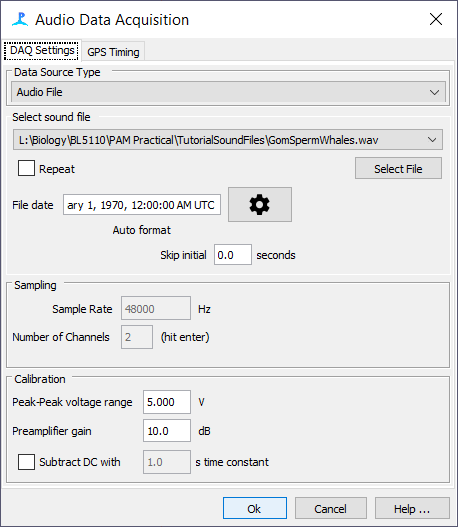 Audio Data Acquisition
DAQ Settings GPS Timing
Data Source Type
Audio File
Select sound file
L:\Biology\BL5110\PAM Practical\TutorialSoundFiles\GomSpermWhales.wav
Repeat Select File
File date ary 1, 1970, 12:00:00 AM UTC
Auto format
Skip initial 0.0 seconds
Sampling
Sample Rate 48000 Hz
Number of Channels 2 (hit enter)
Calibration
Peak-Peak voltage range 5.000 V
Preamplifier gain 10.0 dB
Subtract DC with 1.0 s time constant
Ok Cancel Help ...